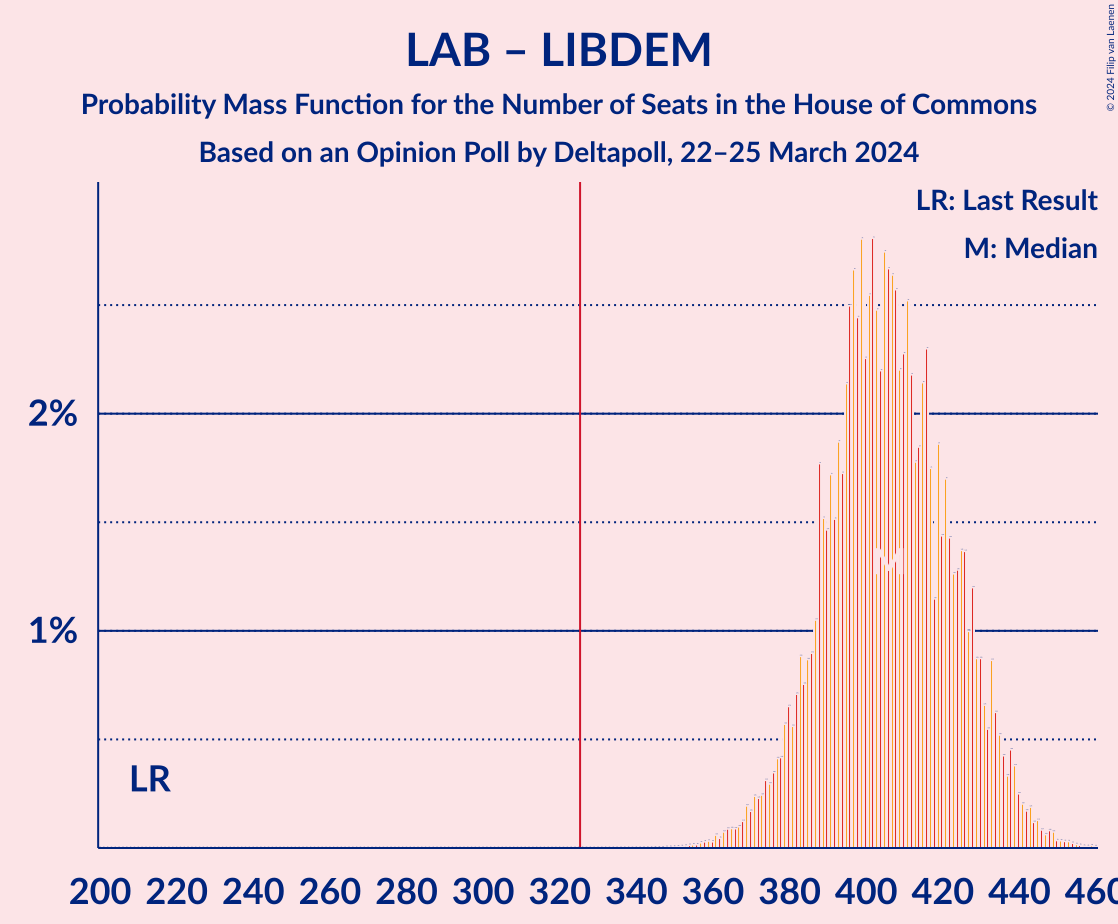 LAB – LIBDEM
Probability Mass Function for the Number of Seats in the House of Commons
Based on an Opinion Poll by Deltapoll, 22–25 March 2024
© 2024 Filip van Laenen
LR: Last Result
M: Median
2%
1%
LR
M
200 220 240 260 280 300 320 340 360 380 400 420 440 460